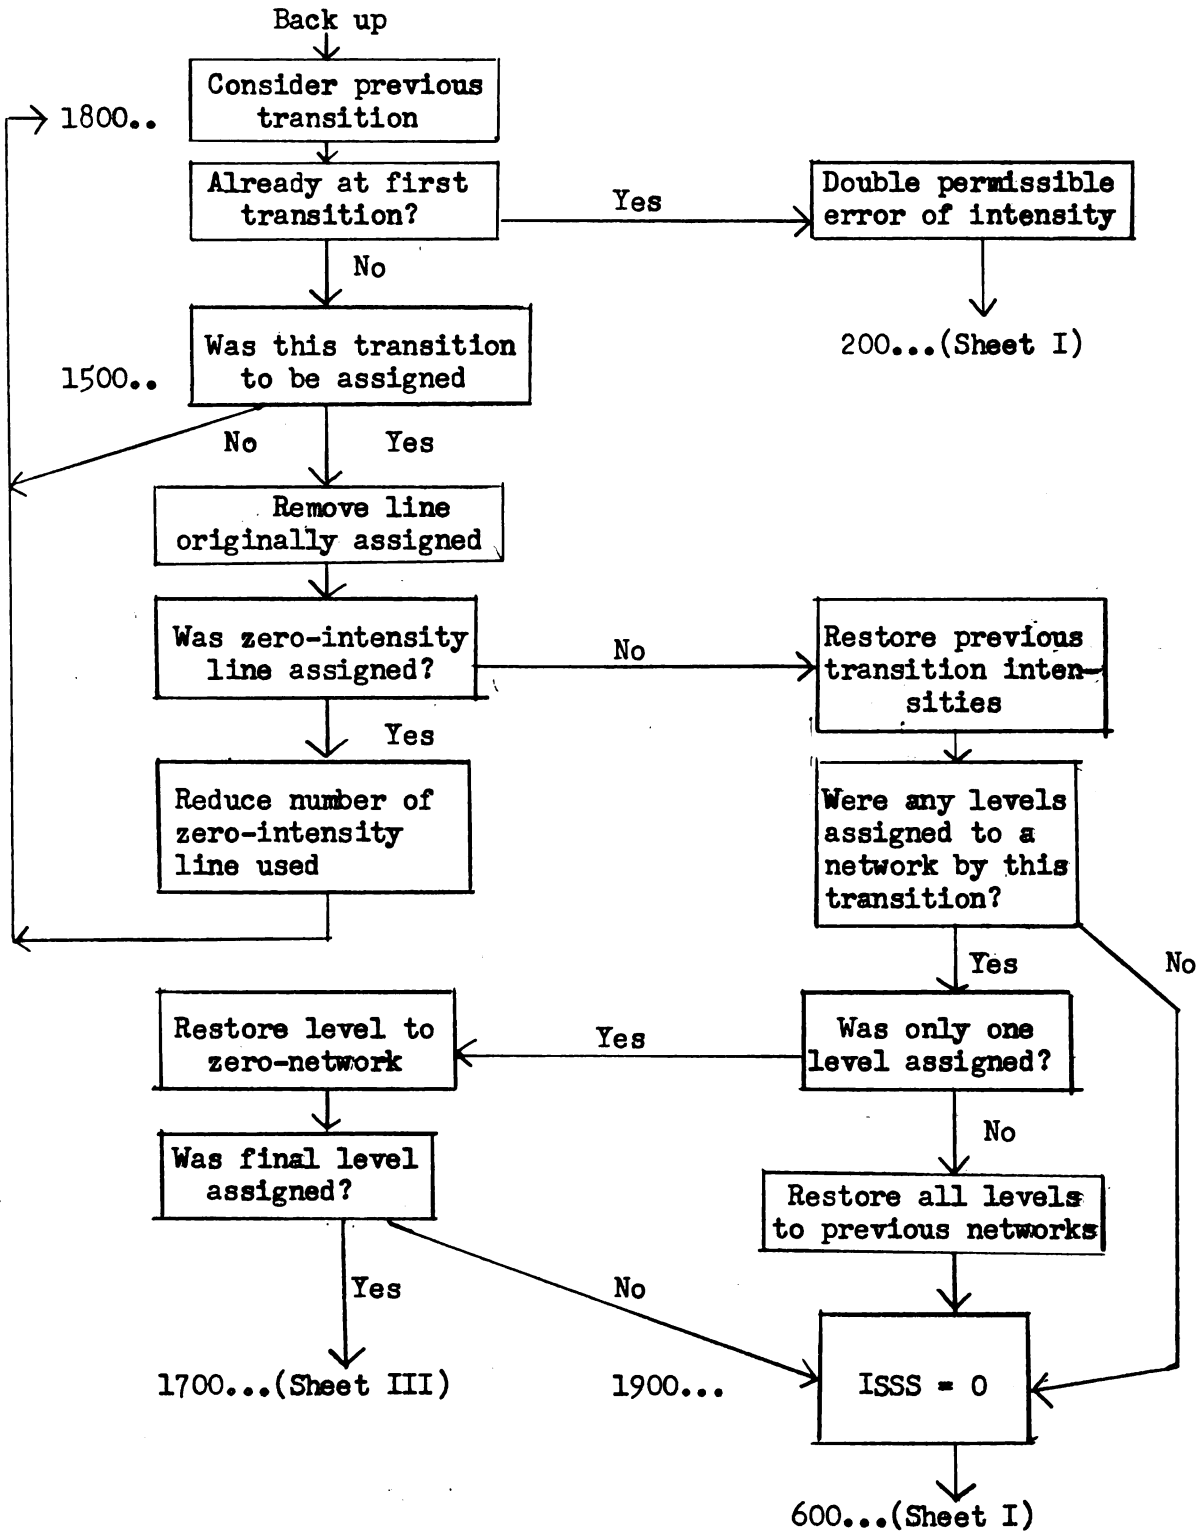 Back up
Consider previous
transition
1800..
Already at first
transition?
Yes
Double permissible
error of intensity
No
200...(Sheet I)
Was this transition
to be assigned
1500..
No
Yes
Remove line
originally assigned
Was zero-intensity
line assigned?
No
Restore previous
transition inten-
sities
Yes
Reduce number of
zero-intensity
line used
Were any levels
assigned to a
network by this
transition?
Yes
No
Was only one
level assigned?
Yes
Restore level to
zero-network
No
Was final level
assigned?
Restore all levels
to previous networks
Yes
No
1700...(Sheet III)
1900...
ISSS = 0
600...(Sheet I)